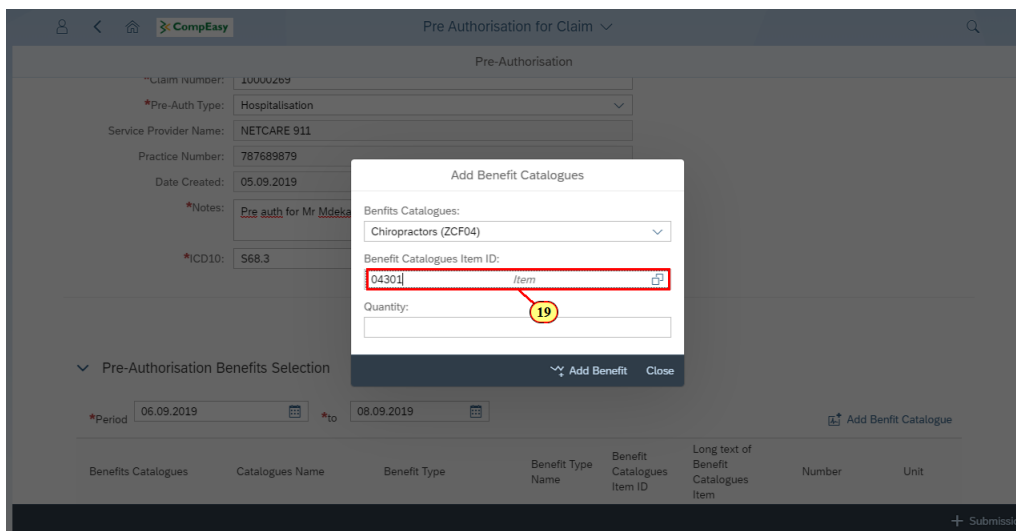 CompEasy Pre Authorisation for Claim
Pre-Authorisation
*Claim Number: 10000269
*Pre-Auth Type: Hospitalisation
Service Provider Name: NETCARE 911
Practice Number: 787689879
Date Created: 05.09.2019
*Notes: Pre auth for Mr Mdeka
*ICD10: S68.3
Add Benefit Catalogues
Benfits Catalogues:
Chiropractors (ZCF04)
Benefit Catalogues Item ID:
04301 Item
19
Quantity:
Add Benefit Close
Pre-Authorisation Benefits Selection
*Period 06.09.2019 *to 08.09.2019
Add Benfit Catalogue
Benefits Catalogues Catalogues Name Benefit Type Benefit Type Name Benefit Catalogues Item ID Long text of Benefit Catalogues Item Number Unit
+ Submissio